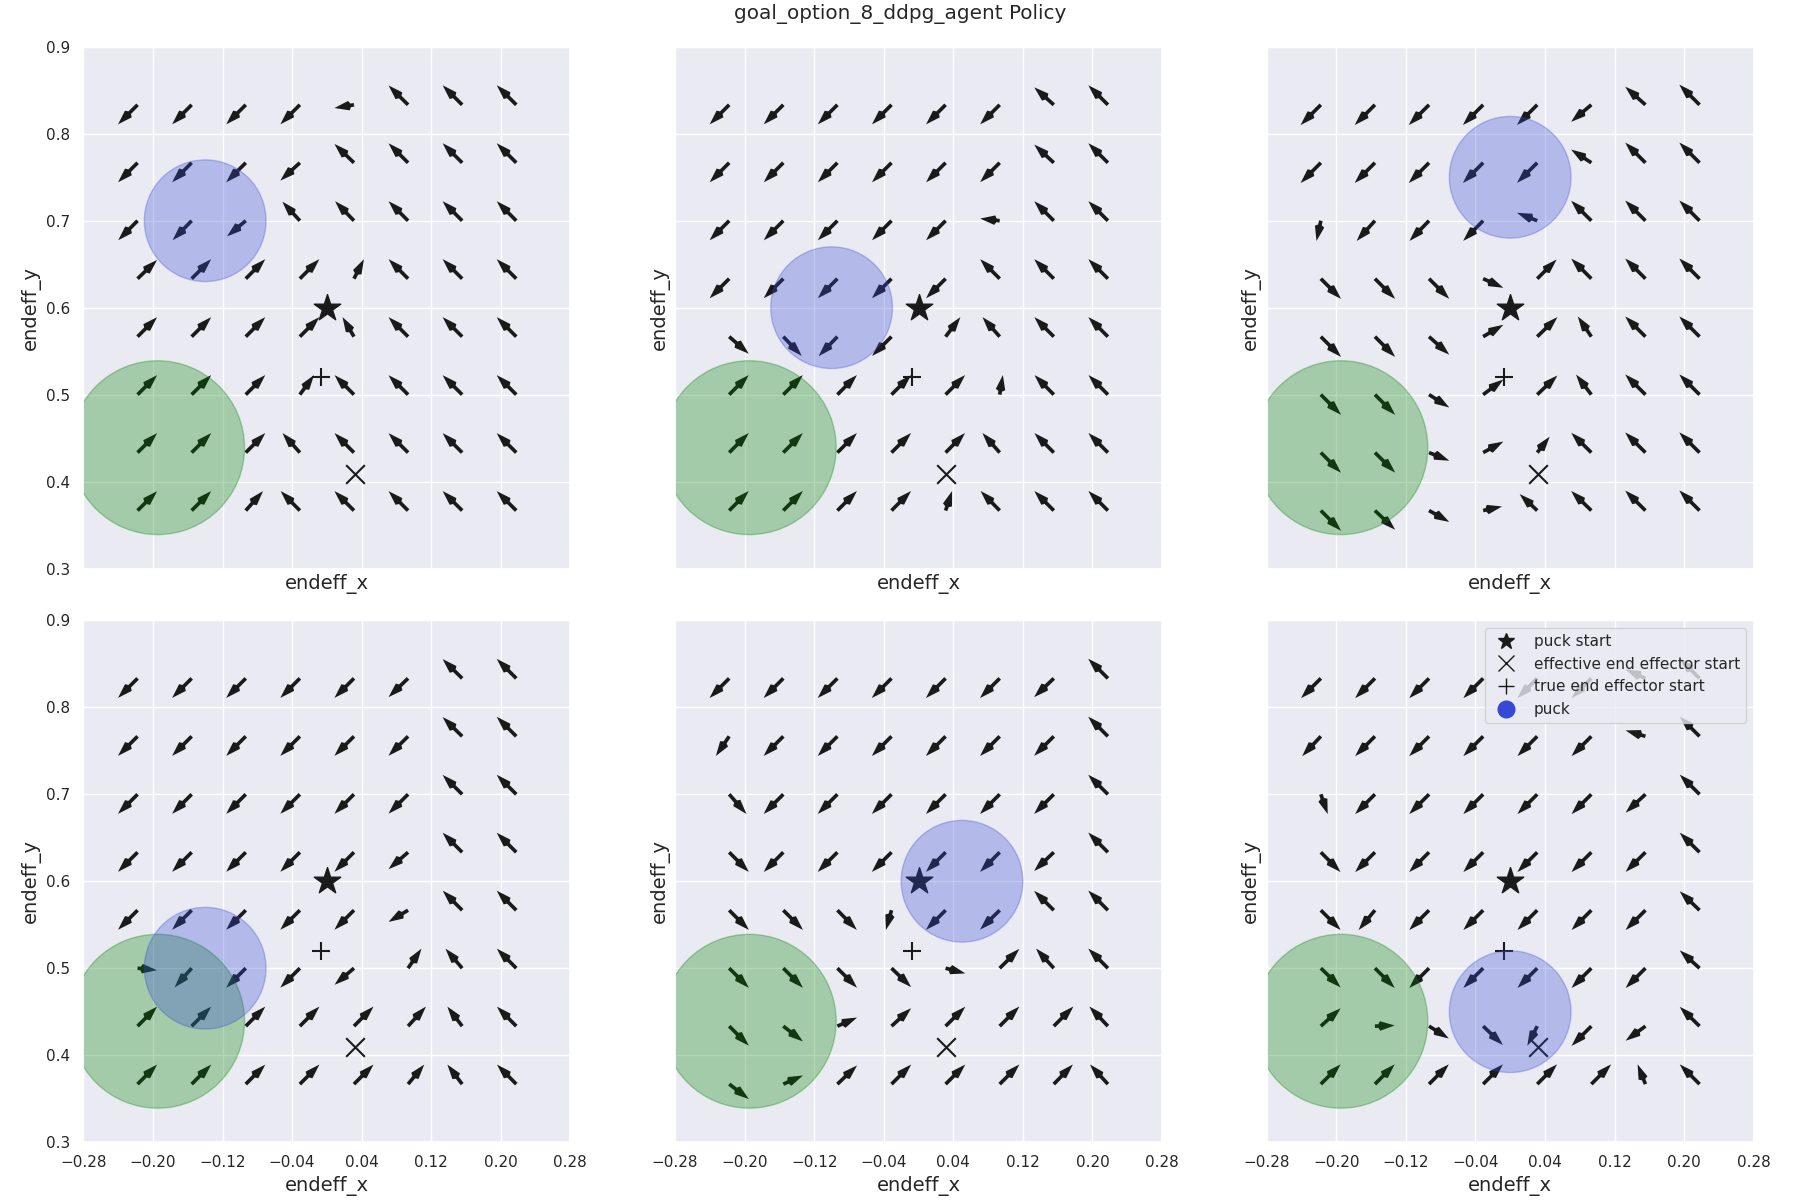 goal_option_8_ddpg_agent Policy
0.9
0.8
0.7
0.6
0.5
0.4
0.3
endeff_y
endeff_x
endeff_y
endeff_x
endeff_y
endeff_x
0.9
0.8
0.7
0.6
0.5
0.4
0.3
endeff_y
−0.28 −0.20 −0.12 −0.04 0.04 0.12 0.20 0.28
endeff_x
endeff_y
−0.28 −0.20 −0.12 −0.04 0.04 0.12 0.20 0.28
endeff_x
puck start
effective end effector start
true end effector start
puck
endeff_y
−0.28 −0.20 −0.12 −0.04 0.04 0.12 0.20 0.28
endeff_x